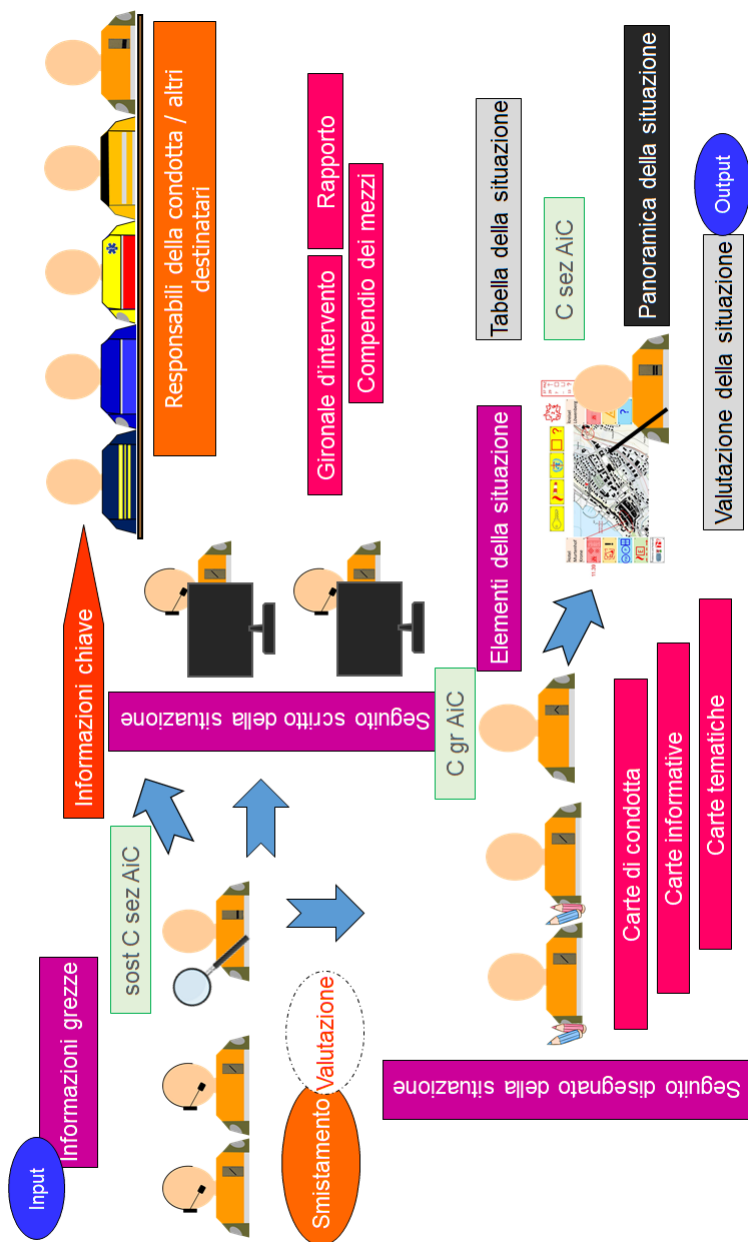 Input
Informazioni grezze
sost C sez AiC
Informazioni chiave
Responsabili della condotta / altri
destinatari
Smistamento
Valutazione
Seguito scritto della situazione
Gironale d'intervento
Rapporto
Compendio dei mezzi
Seguito disegnato della situazione
C gr AiC
Elementi della situazione
Tabella della situazione
C sez AiC
Carte di condotta
Carte informative
Carte tematiche
Panoramica della situazione
Valutazione della situazione
Output